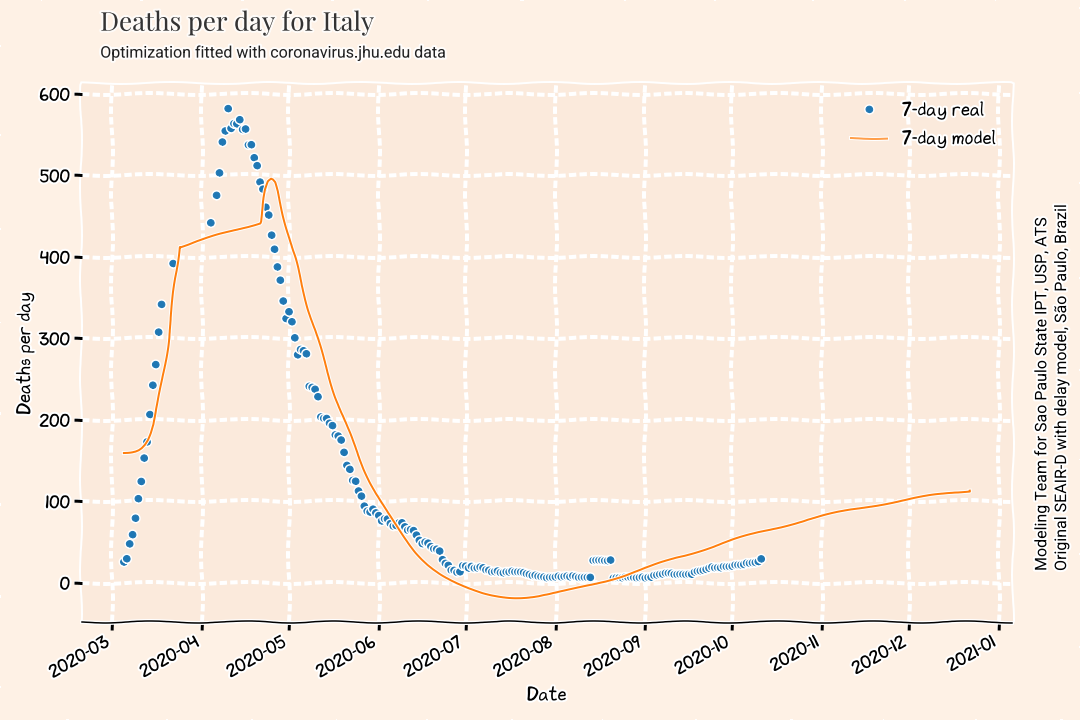 Deaths per day for Italy
Optimization fitted with coronavirus.jhu.edu data
7-day real
7-day model
600
500
400
300
200
100
0
Deaths per day
2020-03
2020-04
2020-05
2020-06
2020-07
2020-08
2020-09
2020-10
2020-11
2020-12
2021-01
Date
Modeling Team for Sao Paulo State IPT, USP, ATS
Original SEAIR-D with delay model, São Paulo, Brazil